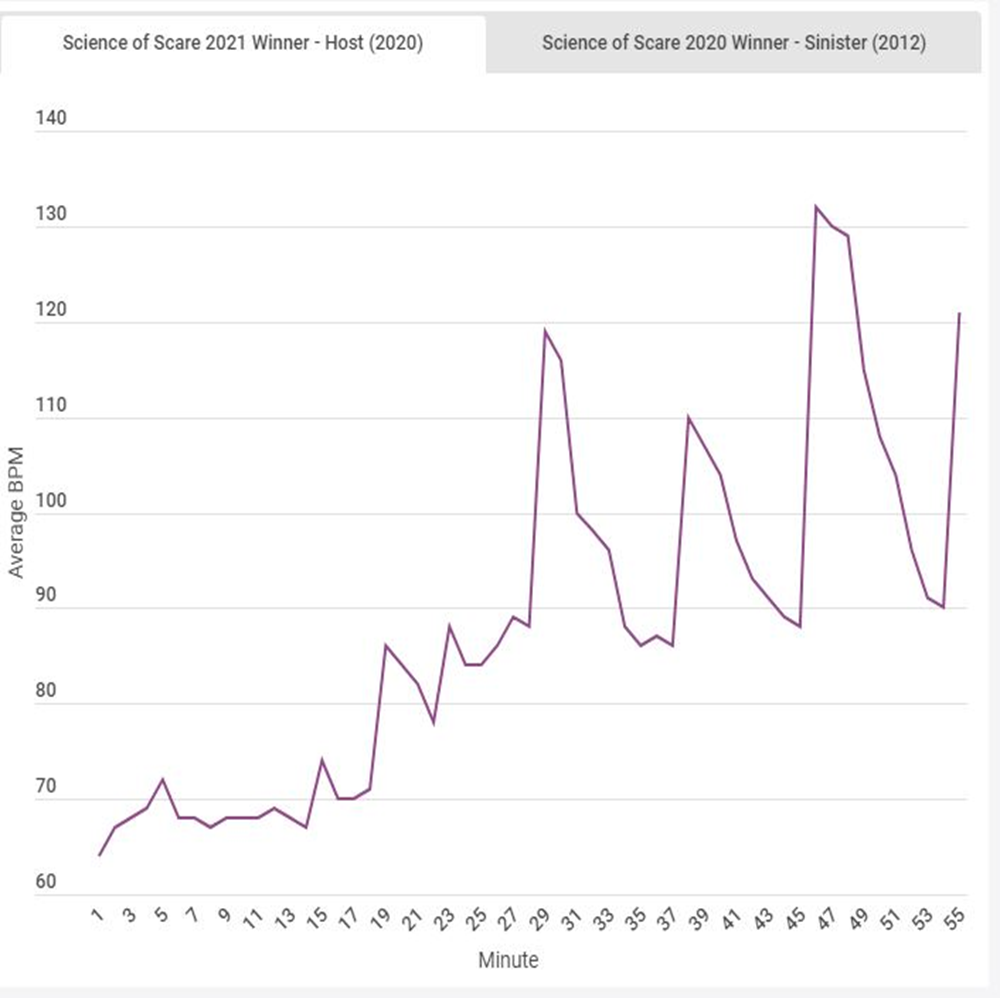 Science of Scare 2021 Winner - Host (2020)
Science of Scare 2020 Winner - Sinister (2012)
140
130
120
110
100
90
80
70
60
Average BPM
1 3 5 7 9 11 13 15 17 19 21 23 25 27 29 31 33 35 37 39 41 43 45 47 49 51 53 55
Minute